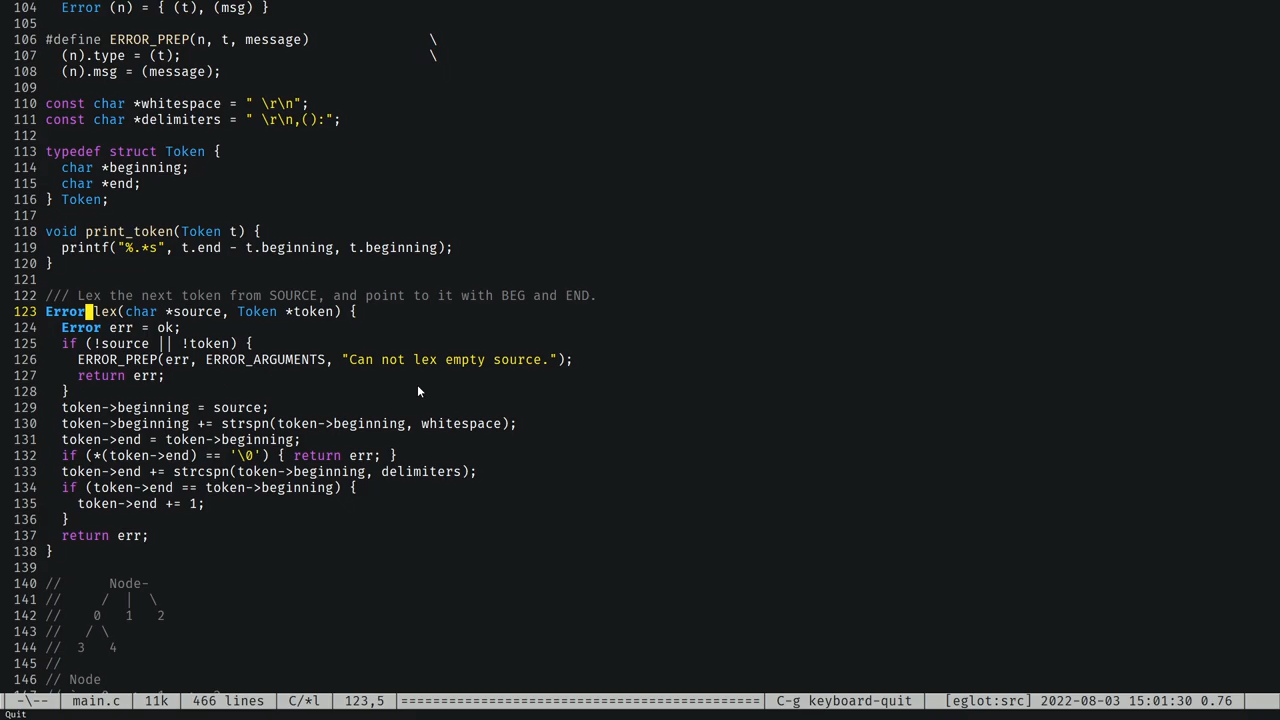 104   Error (n) = { (t), (msg) }
105
106 #define ERROR_PREP(n, t, message)               \
107   (n).type = (t);                               \
108   (n).msg = (message);
109
110 const char *whitespace = " \r\n";
111 const char *delimiters = " \r\n,():";
112
113 typedef struct Token {
114   char *beginning;
115   char *end;
116 } Token;
117
118 void print_token(Token t) {
119   printf("%.*s", t.end - t.beginning, t.beginning);
120 }
121
122 /// Lex the next token from SOURCE, and point to it with BEG and END.
123 Error lex(char *source, Token *token) {
124   Error err = ok;
125   if (!source || !token) {
126     ERROR_PREP(err, ERROR_ARGUMENTS, "Can not lex empty source.");
127     return err;
128   }
129   token->beginning = source;
130   token->beginning += strspn(token->beginning, whitespace);
131   token->end = token->beginning;
132   if (*(token->end) == '\0') { return err; }
133   token->end += strcspn(token->beginning, delimiters);
134   if (token->end == token->beginning) {
135     token->end += 1;
136   }
137   return err;
138 }
139
140 //      Node-
141 //     /  |  \
142 //    0   1   2
143 //   / \
144 //  3   4
145 //
146 // Node
-\-- main.c 11k 466 lines C/*l 123,5 ============================================= C-g keyboard-quit [eglot:src] 2022-08-03 15:01:30 0.76
Quit